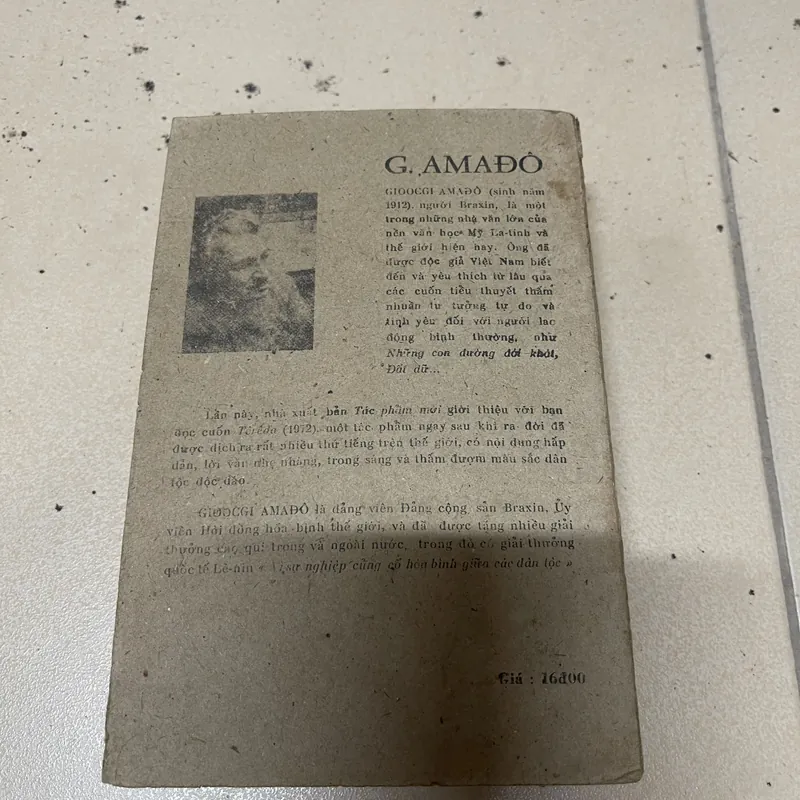 G. AMAĐÔ
GIOOCGI AMAĐÔ (sinh năm
1912). người Braxin, là một
trong những nhà văn lớn của
nền văn học Mỹ La-tinh và
thế giới hiện nay. Ông đã
được độc giả Việt Nam biết
đến và yêu thích từ lâu qua
các cuốn tiểu thuyết thấm
nhuần tư tưởng tự do và
tình yêu đối với người lao
động bình thường, như
Những con đường đói khát,
Đất dữ...
Lần này, nhà xuất bản Tác phẩm mới giới thiệu với bạn
đọc cuốn Têrêda (1972). một tác phẩm ngay sau khi ra đời đã
được dịch ra rất nhiều thứ tiếng trên thế giới, có nội dung hấp
dẫn, lời văn nhẹ nhàng, trong sáng và thấm đượm màu sắc dân
tộc độc đáo.
GIOOCGI AMAĐÔ là đảng viên Đảng cộng sản Braxin, Ủy
viên Hội đồng hòa bình thế giới, và đã được tặng nhiều giải
thưởng cao quí trong và ngoài nước, trong đó có giải thưởng
quốc tế Lê-nin « Vì sự nghiệp củng cố hòa bình giữa các dân tộc »
Giá : 16đ00